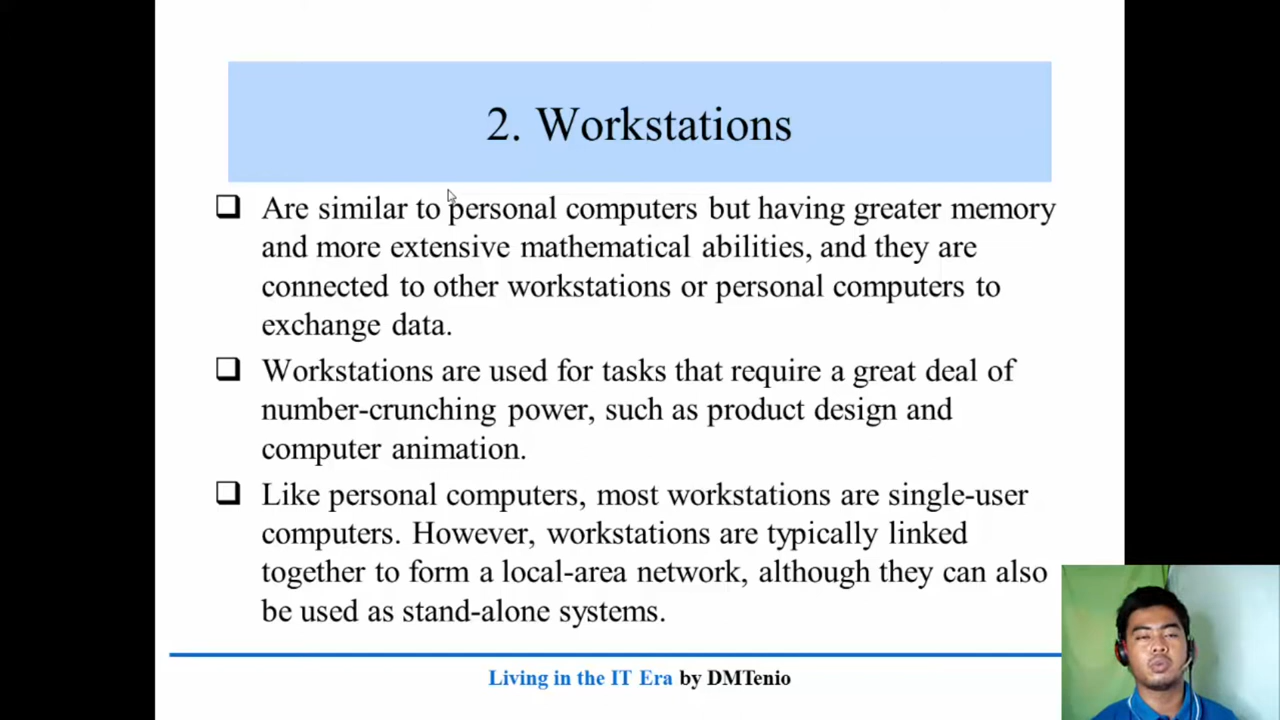 2. Workstations
Are similar to personal computers but having greater memory
and more extensive mathematical abilities, and they are
connected to other workstations or personal computers to
exchange data.
Workstations are used for tasks that require a great deal of
number-crunching power, such as product design and
computer animation.
Like personal computers, most workstations are single-user
computers. However, workstations are typically linked
together to form a local-area network, although they can also
be used as stand-alone systems.
Living in the IT Era by DMTenio